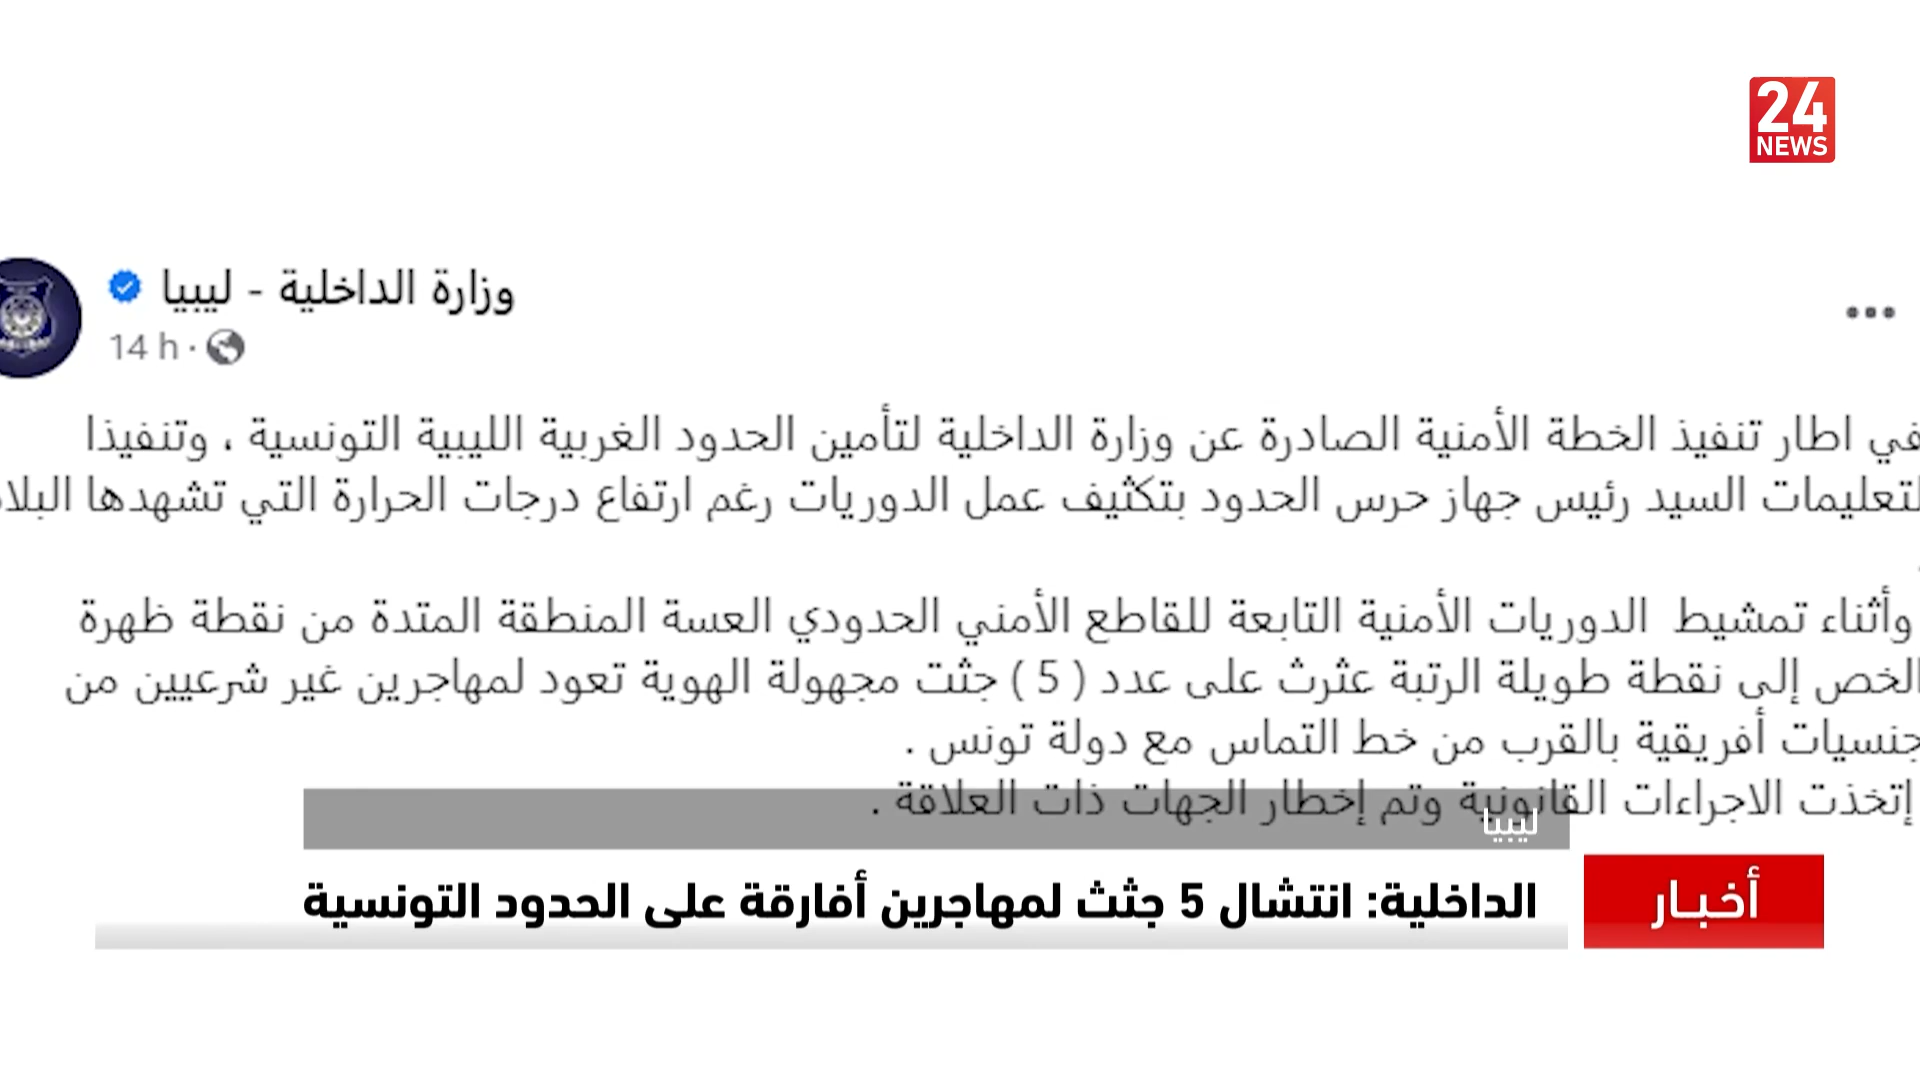 24
NEWS
وزارة الداخلية - ليبيا
14 h
في اطار تنفيذ الخطة الأمنية الصادرة عن وزارة الداخلية لتأمين الحدود الغربية الليبية التونسية ، وتنفيذا
لتعليمات السيد رئيس جهاز حرس الحدود بتكثيف عمل الدوريات رغم ارتفاع درجات الحرارة التي تشهدها البلاد
وأثناء تمشيط الدوريات الأمنية التابعة للقاطع الأمني الحدودي العسة المنطقة المتدة من نقطة ظهرة
الخص إلى نقطة طويلة الرتبة عثرث على عدد ( 5 ) جثت مجهولة الهوية تعود لمهاجرين غير شرعيين من
جنسيات أفريقية بالقرب من خط التماس مع دولة تونس .
إتخذت الاجراءات القانونية وتم إخطار الجهات ذات العلاقة .
ليبيا
أخبار
الداخلية: انتشال 5 جثث لمهاجرين أفارقة على الحدود التونسية